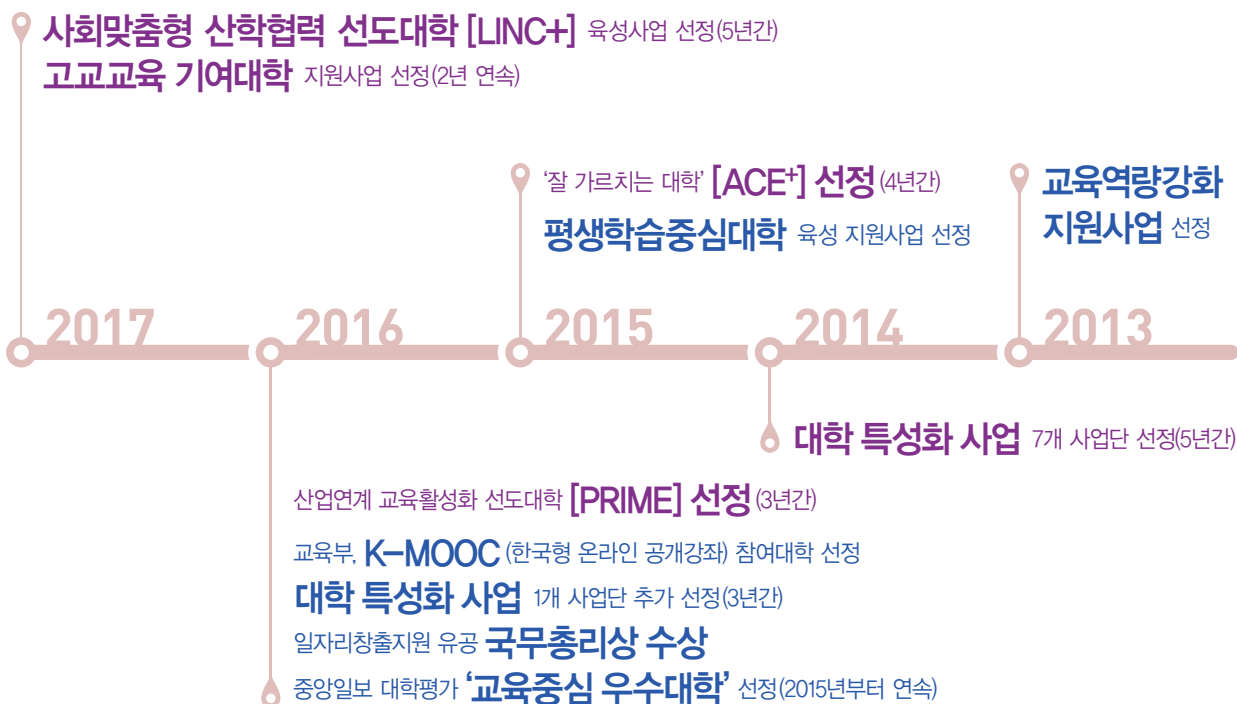 사회맞춤형 산학협력 선도대학 [LINC+] 육성사업 선정(5년간)
고교교육 기여대학 지원사업 선정(2년 연속)
'잘 가르치는 대학' [ACE+] 선정(4년간)
평생학습중심대학 육성 지원사업 선정
교육역량강화
지원사업 선정
2017 2016 2015 2014 2013
대학 특성화 사업 7개 사업단 선정(5년간)
산업연계 교육활성화 선도대학 [PRIME] 선정(3년간)
교육부, K-MOOC (한국형 온라인 공개강좌) 참여대학 선정
대학 특성화 사업 1개 사업단 추가 선정(3년간)
일자리창출지원 유공 국무총리상 수상
중앙일보 대학평가 '교육중심 우수대학' 선정(2015년부터 연속)